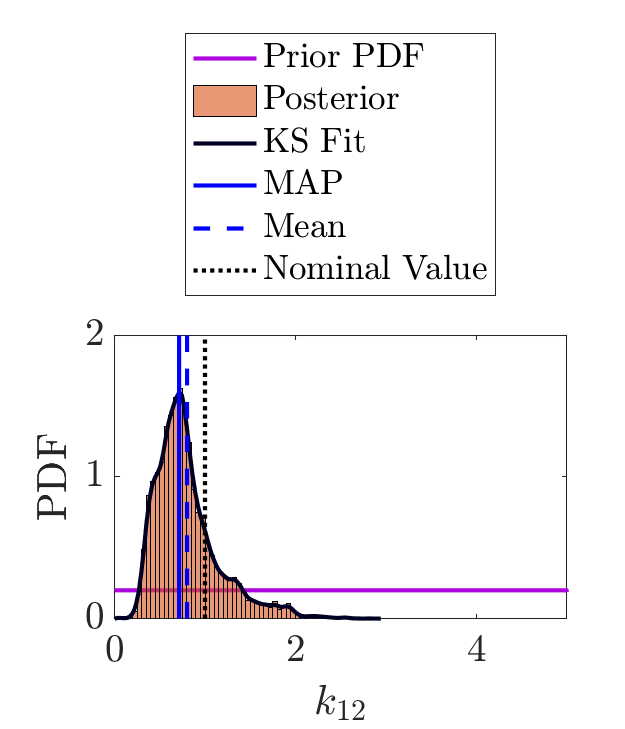 Prior PDF
Posterior
KS Fit
MAP
Mean
Nominal Value
2
1
0
PDF
0 2 4
k₁₂